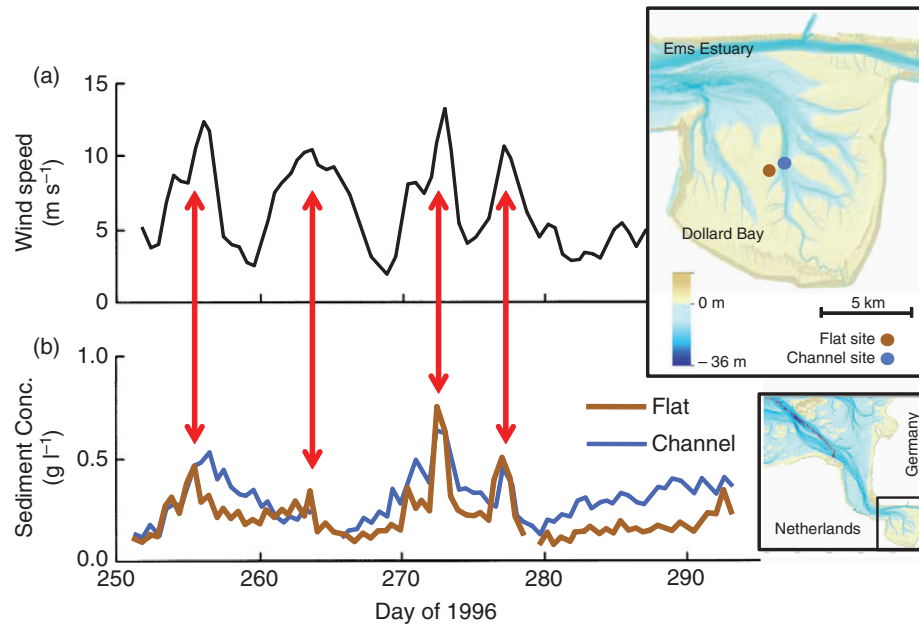 (a)
Wind speed
(m s⁻¹)
15
10
5
0
(b)
Sediment Conc.
(g l⁻¹)
1.0
0.5
0.0
250
260
270
280
290
Day of 1996
Flat
Channel
Ems Estuary
Dollard Bay
0 m
– 36 m
5 km
Flat site
Channel site
Netherlands
Germany